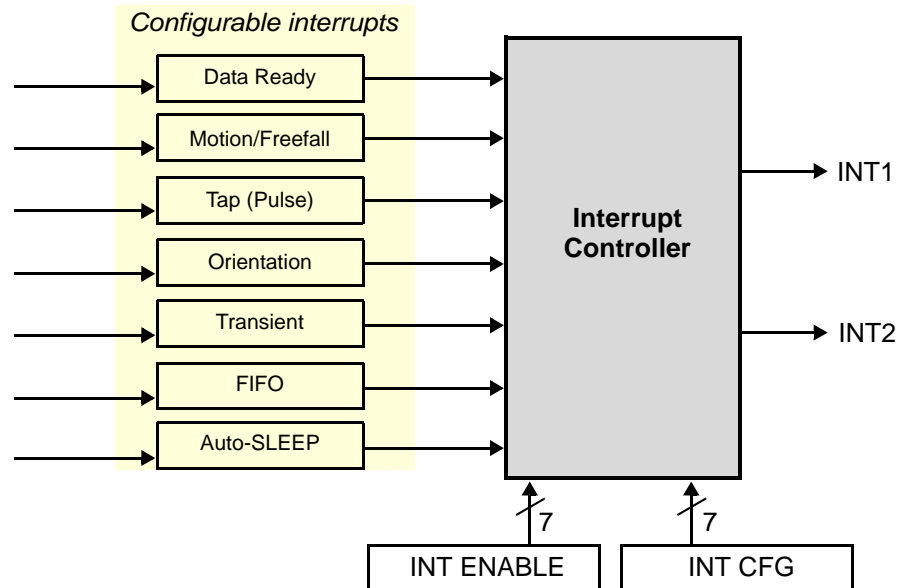 Configurable interrupts
Data Ready
Motion/Freefall
Tap (Pulse)
Orientation
Transient
FIFO
Auto-SLEEP
Interrupt
Controller
INT1
INT2
7
7
INT ENABLE
INT CFG